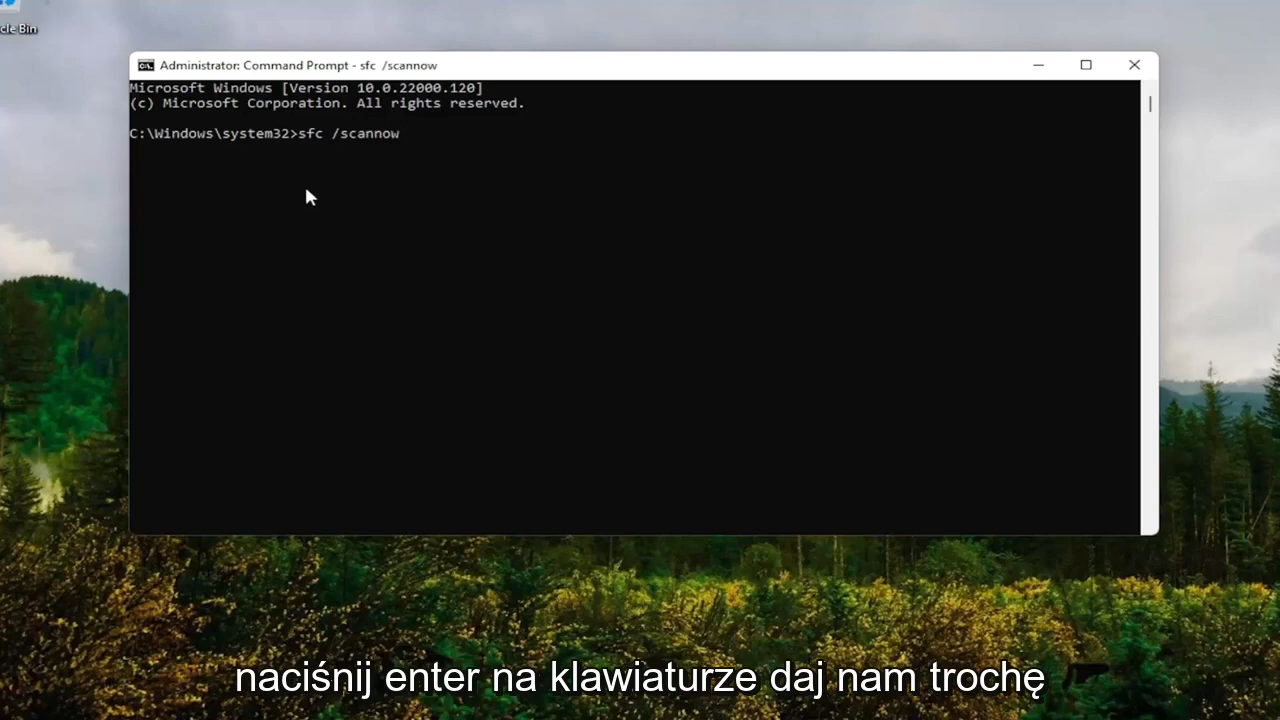 cle Bin
Administrator: Command Prompt - sfc /scannow
Microsoft Windows [Version 10.0.22000.120]
(c) Microsoft Corporation. All rights reserved.
C:\Windows\system32>sfc /scannow
naciśnij enter na klawiaturze daj nam trochę